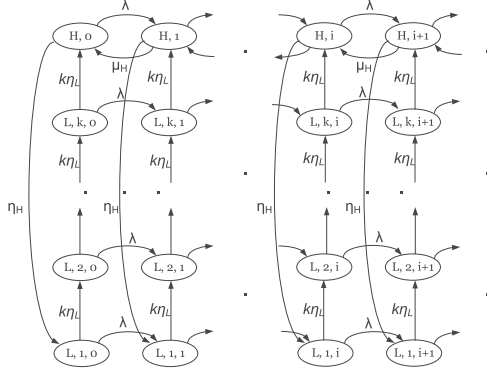 λ λ
H, 0 H, 1 H, i H, i+1
μH μH
kηL kηL kηL kηL
λ λ
L, k, 0 L, k, 1 L, k, i L, k, i+1
kηL kηL kηL kηL
ηH ηH ηH ηH
λ λ
L, 2, 0 L, 2, 1 L, 2, i L, 2, i+1
kηL kηL kηL kηL
λ λ
L, 1, 0 L, 1, 1 L, 1, i L, 1, i+1